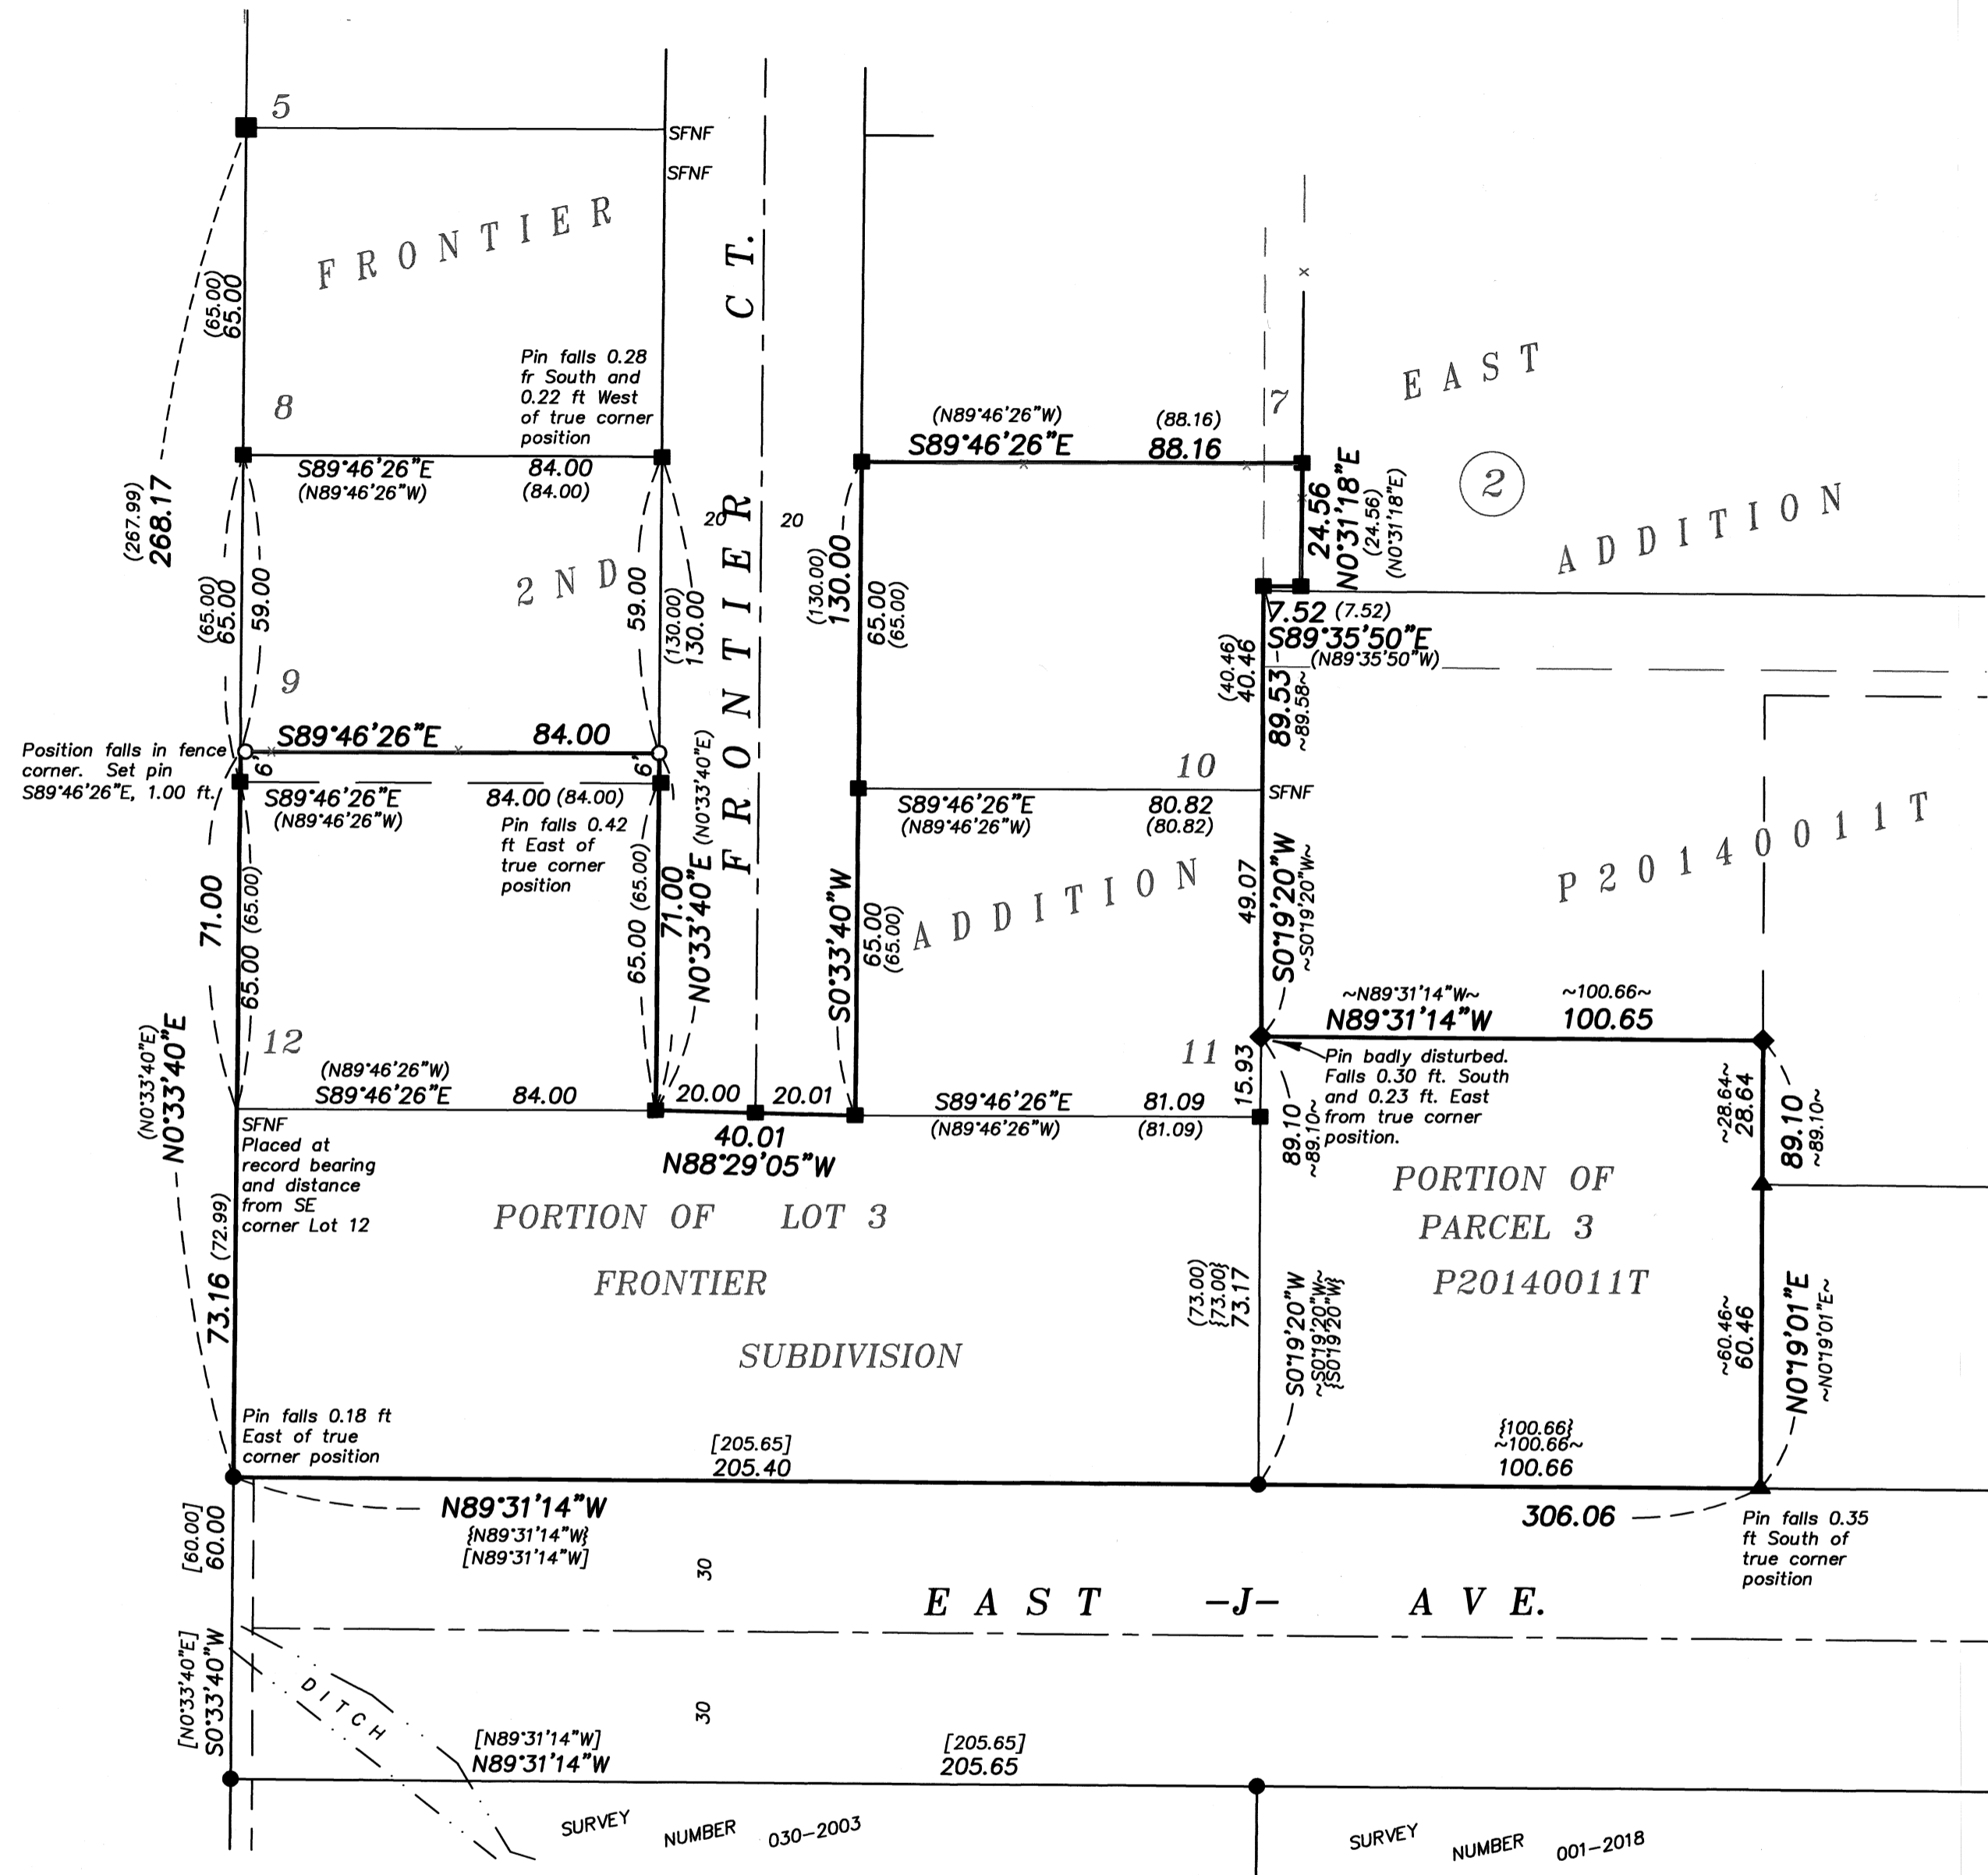 5
SFNF
SFNF
FRONTIER
(65.00)
65.00
Pin falls 0.28
fr South and
0.22 ft West
of true corner
position
8
S89°46'26"E 84.00
(N89°46'26"W) (84.00)
(267.99)
268.17
2ND
(65.00)
65.00
59.00
59.00
(130.00)
130.00
20 20
FRONTIER CT.
(130.00)
130.00
65.00
(65.00)
(N89°46'26"W) (88.16)
S89°46'26"E 88.16
7
24.56
N0°31'18"E
(24.56)
(N0°31'18"E)
EAST
2
ADDITION
7.52 (7.52)
S89°35'50"E
(N89°35'50"W)
(40.46)
40.46
89.53
~89.58~
9
S89°46'26"E 84.00
Position falls in fence
corner. Set pin
S89°46'26"E, 1.00 ft.
6'
6'
S89°46'26"E 84.00 (84.00)
(N89°46'26"W)
Pin falls 0.42
ft East of
true corner
position
71.00
65.00 (65.00)
65.00 (65.00)
71.00
N0°33'40"E (N0°33'40"E)
S0°33'40"W
65.00
(65.00)
10
SFNF
S89°46'26"E 80.82
(N89°46'26"W) (80.82)
ADDITION
49.07
S0°19'20"W
~S0°19'20"W~
P20140011T
~N89°31'14"W~ ~100.66~
N89°31'14"W 100.65
12
(N0°33'40"E)
N0°33'40"E
(N89°46'26"W)
S89°46'26"E 84.00
20.00 20.01
40.01
N88°29'05"W
11
15.93
S89°46'26"E 81.09
(N89°46'26"W) (81.09)
Pin badly disturbed.
Falls 0.30 ft. South
and 0.23 ft. East
from true corner
position.
89.10
~89.10~
~28.64~
28.64
89.10
~89.10~
SFNF
Placed at
record bearing
and distance
from SE
corner Lot 12
73.16 (72.99)
PORTION OF LOT 3
FRONTIER
SUBDIVISION
(73.00)
{73.00}
73.17
S0°19'20"W
~S0°19'20"W~
{S0°19'20"W}
PORTION OF
PARCEL 3
P20140011T
~60.46~
60.46
N0°19'01"E
~N0°19'01"E~
Pin falls 0.18 ft
East of true
corner position
[205.65]
205.40
{100.66}
~100.66~
100.66
N89°31'14"W
{N89°31'14"W}
[N89°31'14"W]
306.06
Pin falls 0.35
ft South of
true corner
position
[60.00]
60.00
30
EAST -J- AVE.
[N0°33'40"E]
S0°33'40"W
DITCH
30
[N89°31'14"W] [205.65]
N89°31'14"W 205.65
SURVEY NUMBER 030-2003
SURVEY NUMBER 001-2018